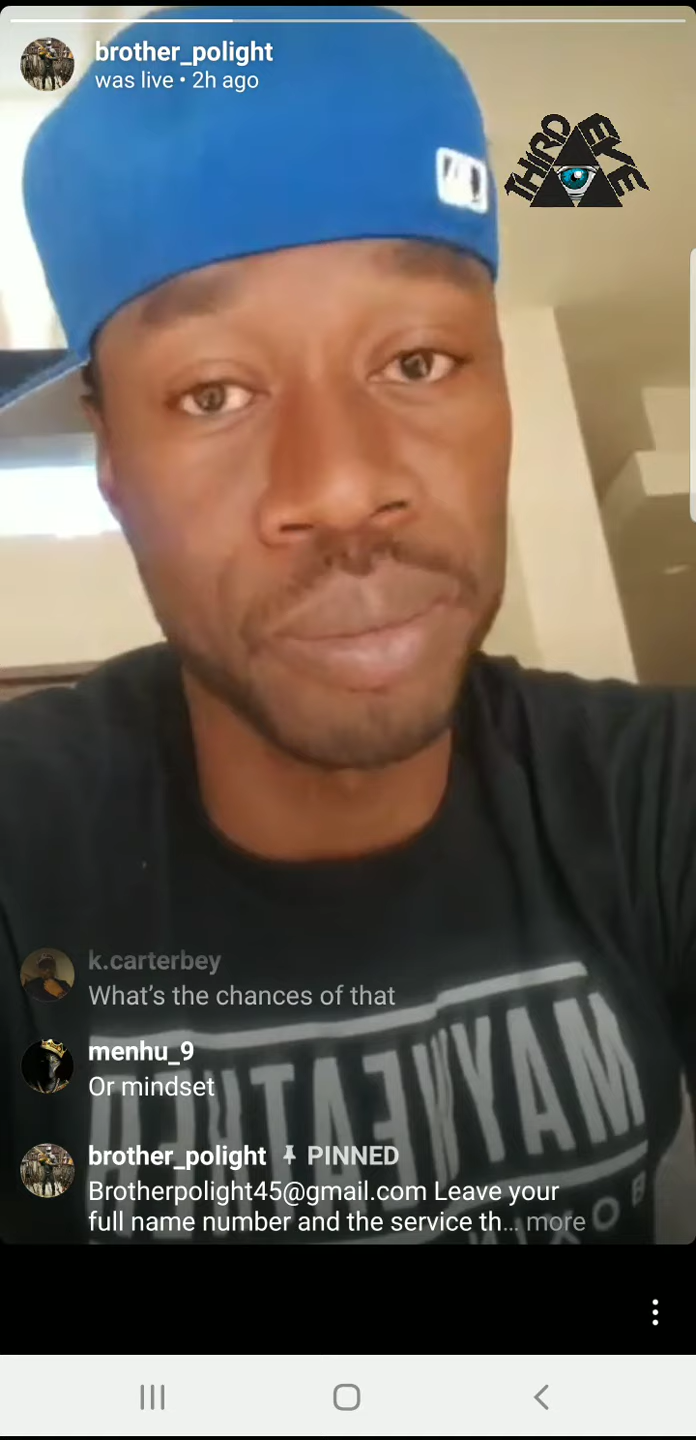 brother_polight
was live • 2h ago
THIRD EYE
k.carterbey
What's the chances of that
menhu_9
Or mindset
brother_polight PINNED
Brotherpolight45@gmail.com Leave your
full name number and the service th... more